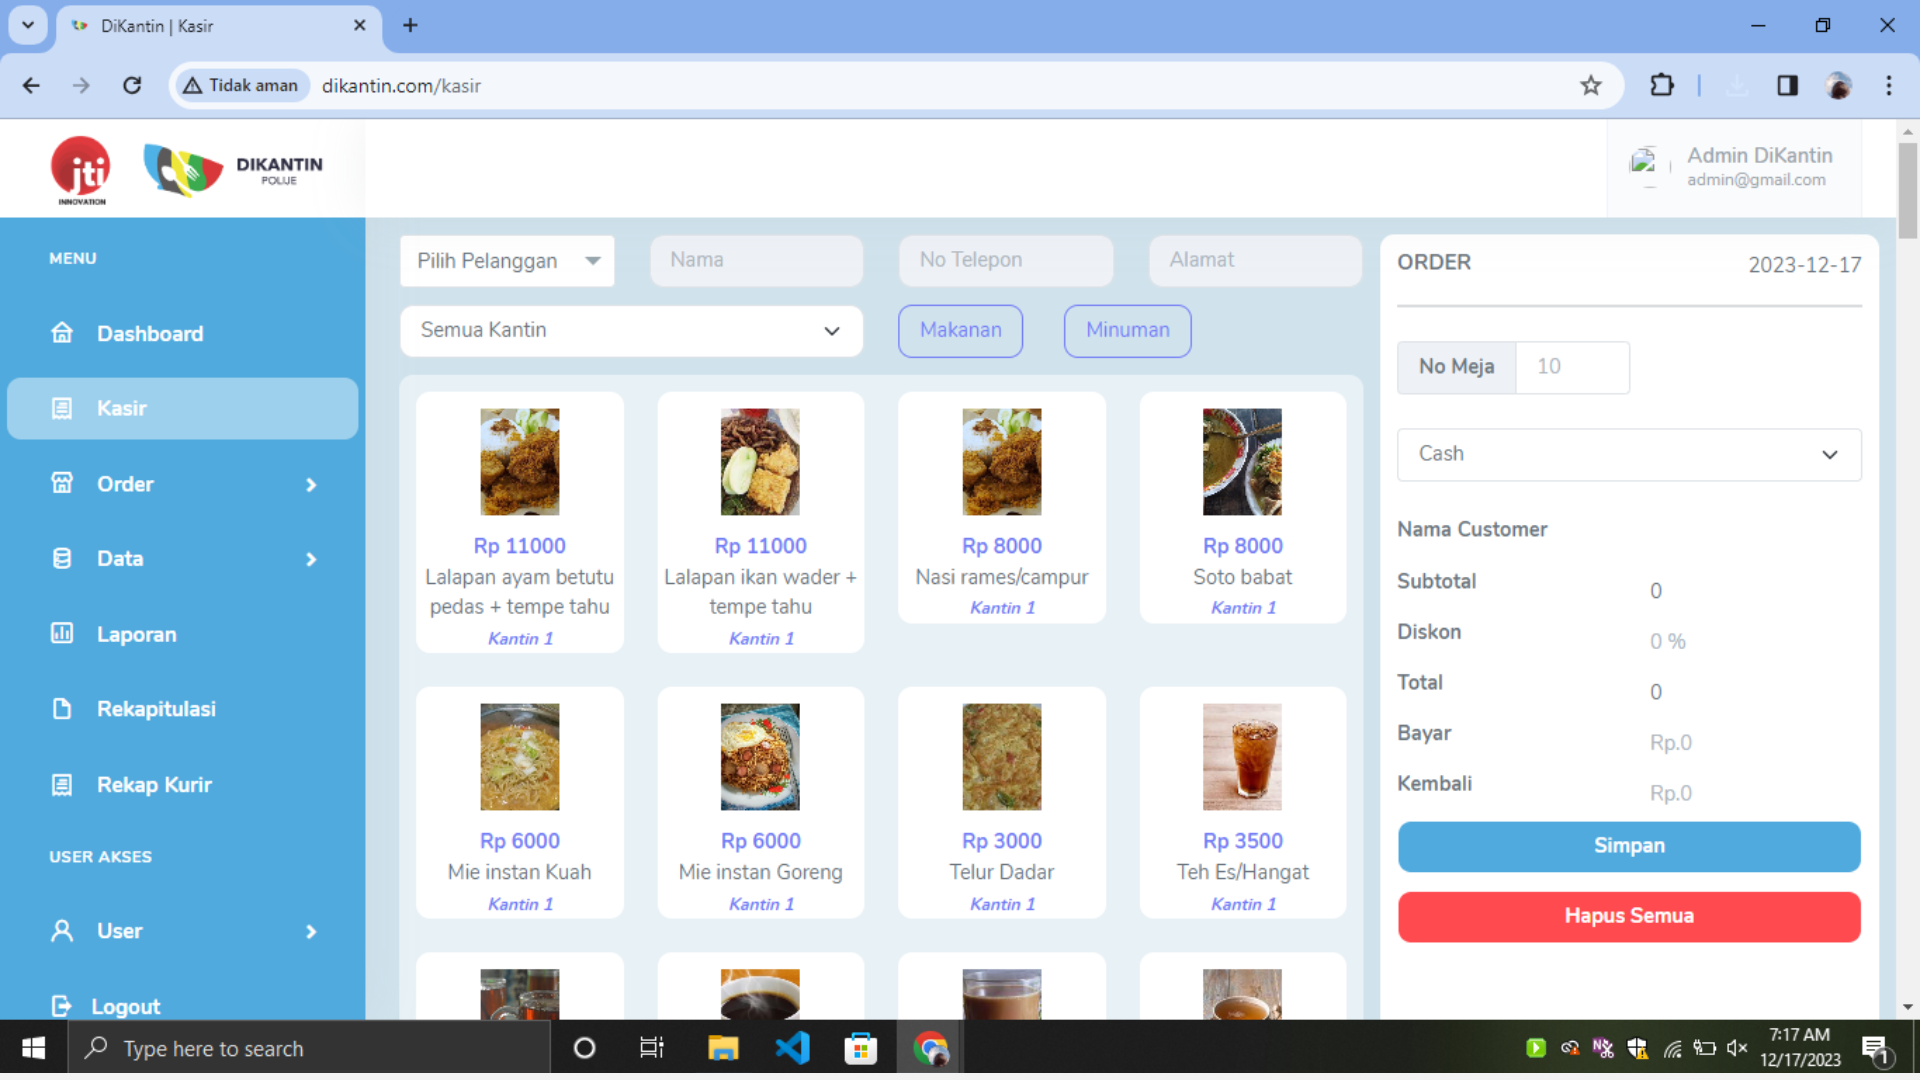 DiKantin | Kasir
Tidak aman
dikantin.com/kasir
jti
INNOVATION
DIKANTIN
POLIJE
Admin DiKantin
admin@gmail.com
MENU
Dashboard
Kasir
Order
Data
Laporan
Rekapitulasi
Rekap Kurir
USER AKSES
User
Logout
Pilih Pelanggan
Nama
No Telepon
Alamat
Semua Kantin
Makanan
Minuman
Rp 11000
Lalapan ayam betutu
pedas + tempe tahu
Kantin 1
Rp 11000
Lalapan ikan wader +
tempe tahu
Kantin 1
Rp 8000
Nasi rames/campur
Kantin 1
Rp 8000
Soto babat
Kantin 1
Rp 6000
Mie instan Kuah
Kantin 1
Rp 6000
Mie instan Goreng
Kantin 1
Rp 3000
Telur Dadar
Kantin 1
Rp 3500
Teh Es/Hangat
Kantin 1
ORDER
2023-12-17
No Meja
10
Cash
Nama Customer
Subtotal
0
Diskon
0 %
Total
0
Bayar
Rp.0
Kembali
Rp.0
Simpan
Hapus Semua
Type here to search
7:17 AM
12/17/2023
1